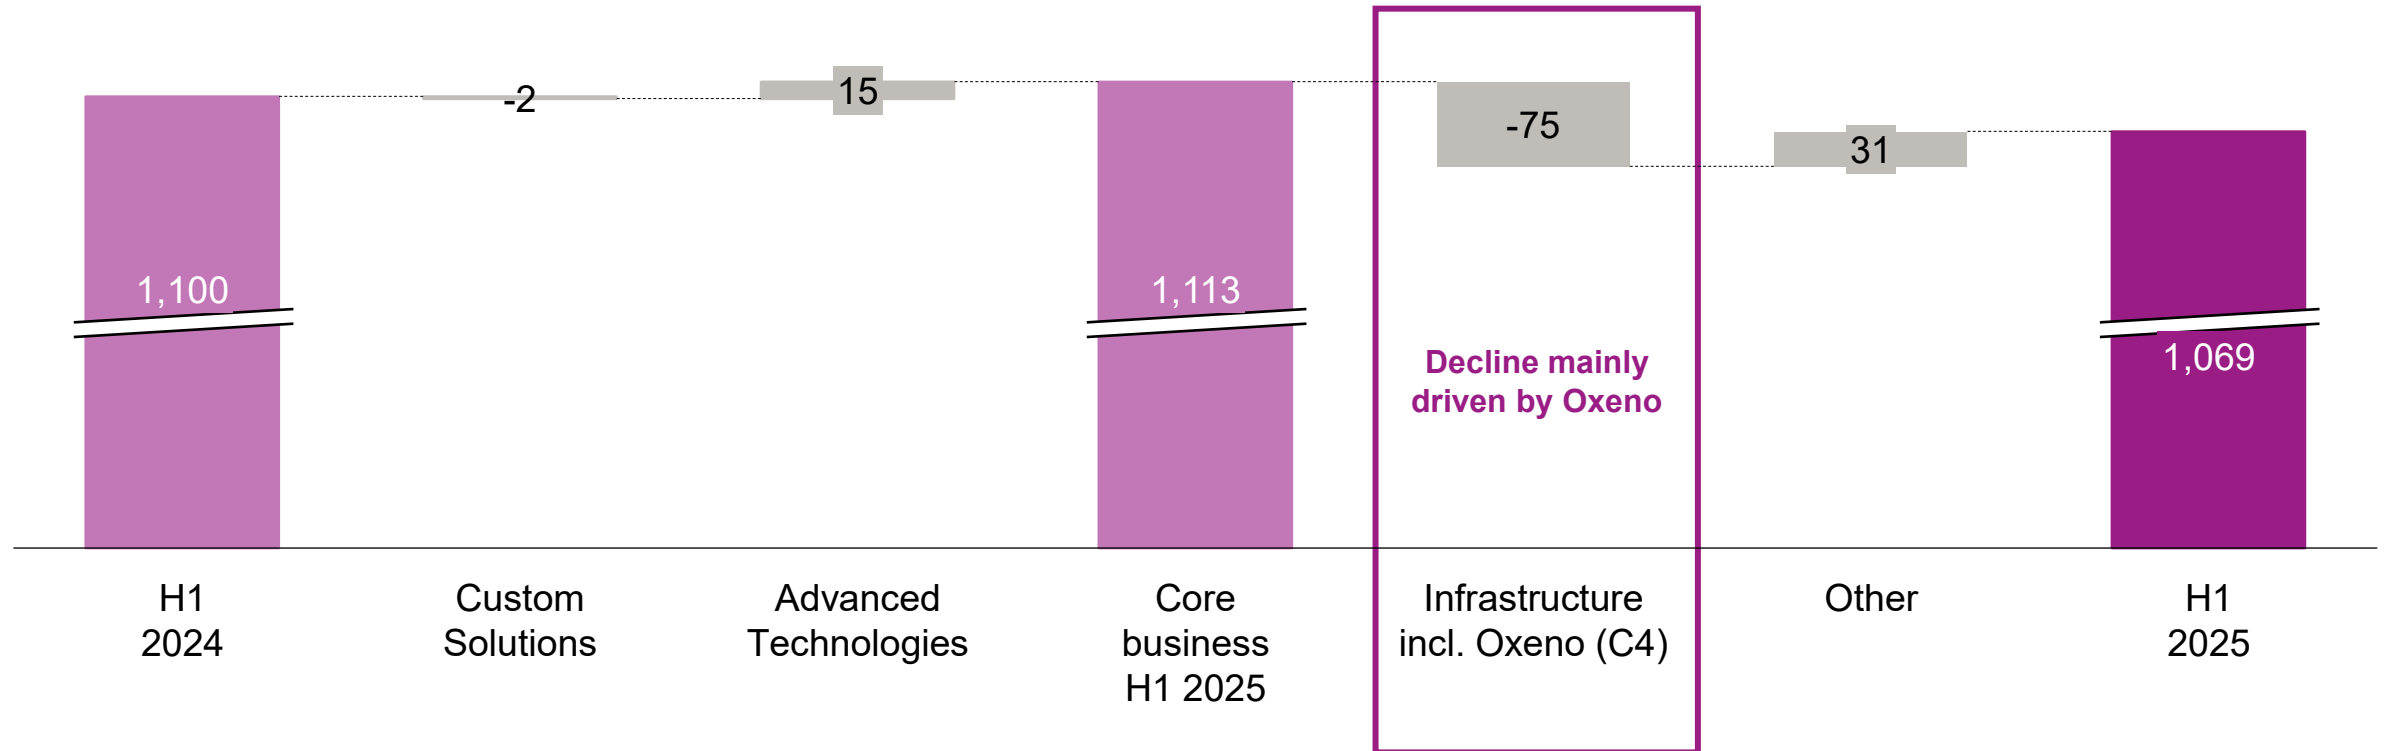 -2
15
-75
31
1,100
1,113
1,069
Decline mainly
driven by Oxeno
H1
2024
Custom
Solutions
Advanced
Technologies
Core
business
H1 2025
Infrastructure
incl. Oxeno (C4)
Other
H1
2025